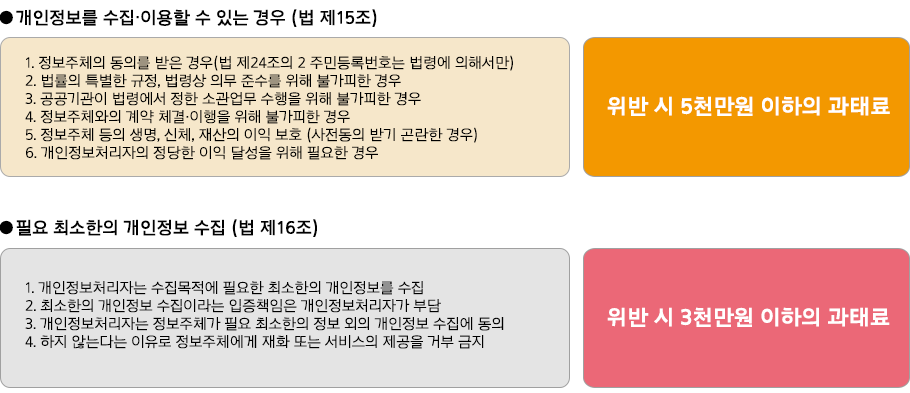 ● 개인정보를 수집·이용할 수 있는 경우 (법 제15조)
1. 정보주체의 동의를 받은 경우(법 제24조의 2 주민등록번호는 법령에 의해서만)
2. 법률의 특별한 규정, 법령상 의무 준수를 위해 불가피한 경우
3. 공공기관이 법령에서 정한 소관업무 수행을 위해 불가피한 경우
4. 정보주체와의 계약 체결·이행을 위해 불가피한 경우
5. 정보주체 등의 생명, 신체, 재산의 이익 보호 (사전동의 받기 곤란한 경우)
6. 개인정보처리자의 정당한 이익 달성을 위해 필요한 경우
위반 시 5천만원 이하의 과태료
● 필요 최소한의 개인정보 수집 (법 제16조)
1. 개인정보처리자는 수집목적에 필요한 최소한의 개인정보를 수집
2. 최소한의 개인정보 수집이라는 입증책임은 개인정보처리자가 부담
3. 개인정보처리자는 정보주체가 필요 최소한의 정보 외의 개인정보 수집에 동의
4. 하지 않는다는 이유로 정보주체에게 재화 또는 서비스의 제공을 거부 금지
위반 시 3천만원 이하의 과태료